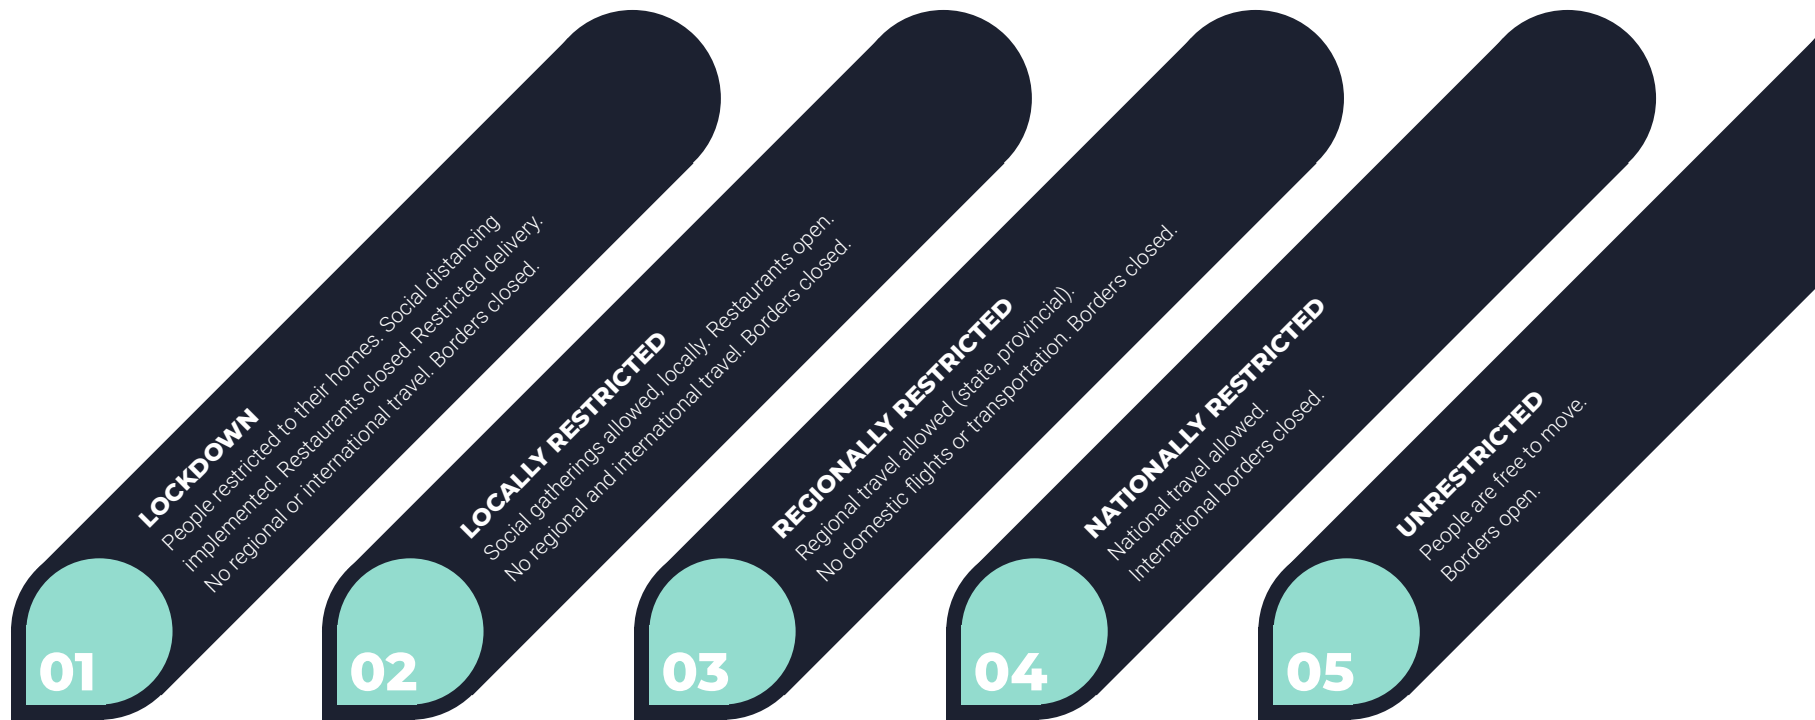 01
LOCKDOWN
People restricted to their homes. Social distancing
implemented. Restaurants closed. Restricted delivery.
No regional or international travel. Borders closed.
02
LOCALLY RESTRICTED
Social gatherings allowed, locally. Restaurants open.
No regional and international travel. Borders closed.
03
REGIONALLY RESTRICTED
Regional travel allowed (state, provincial).
No domestic flights or transportation. Borders closed.
04
NATIONALLY RESTRICTED
National travel allowed.
International borders closed.
05
UNRESTRICTED
People are free to move.
Borders open.